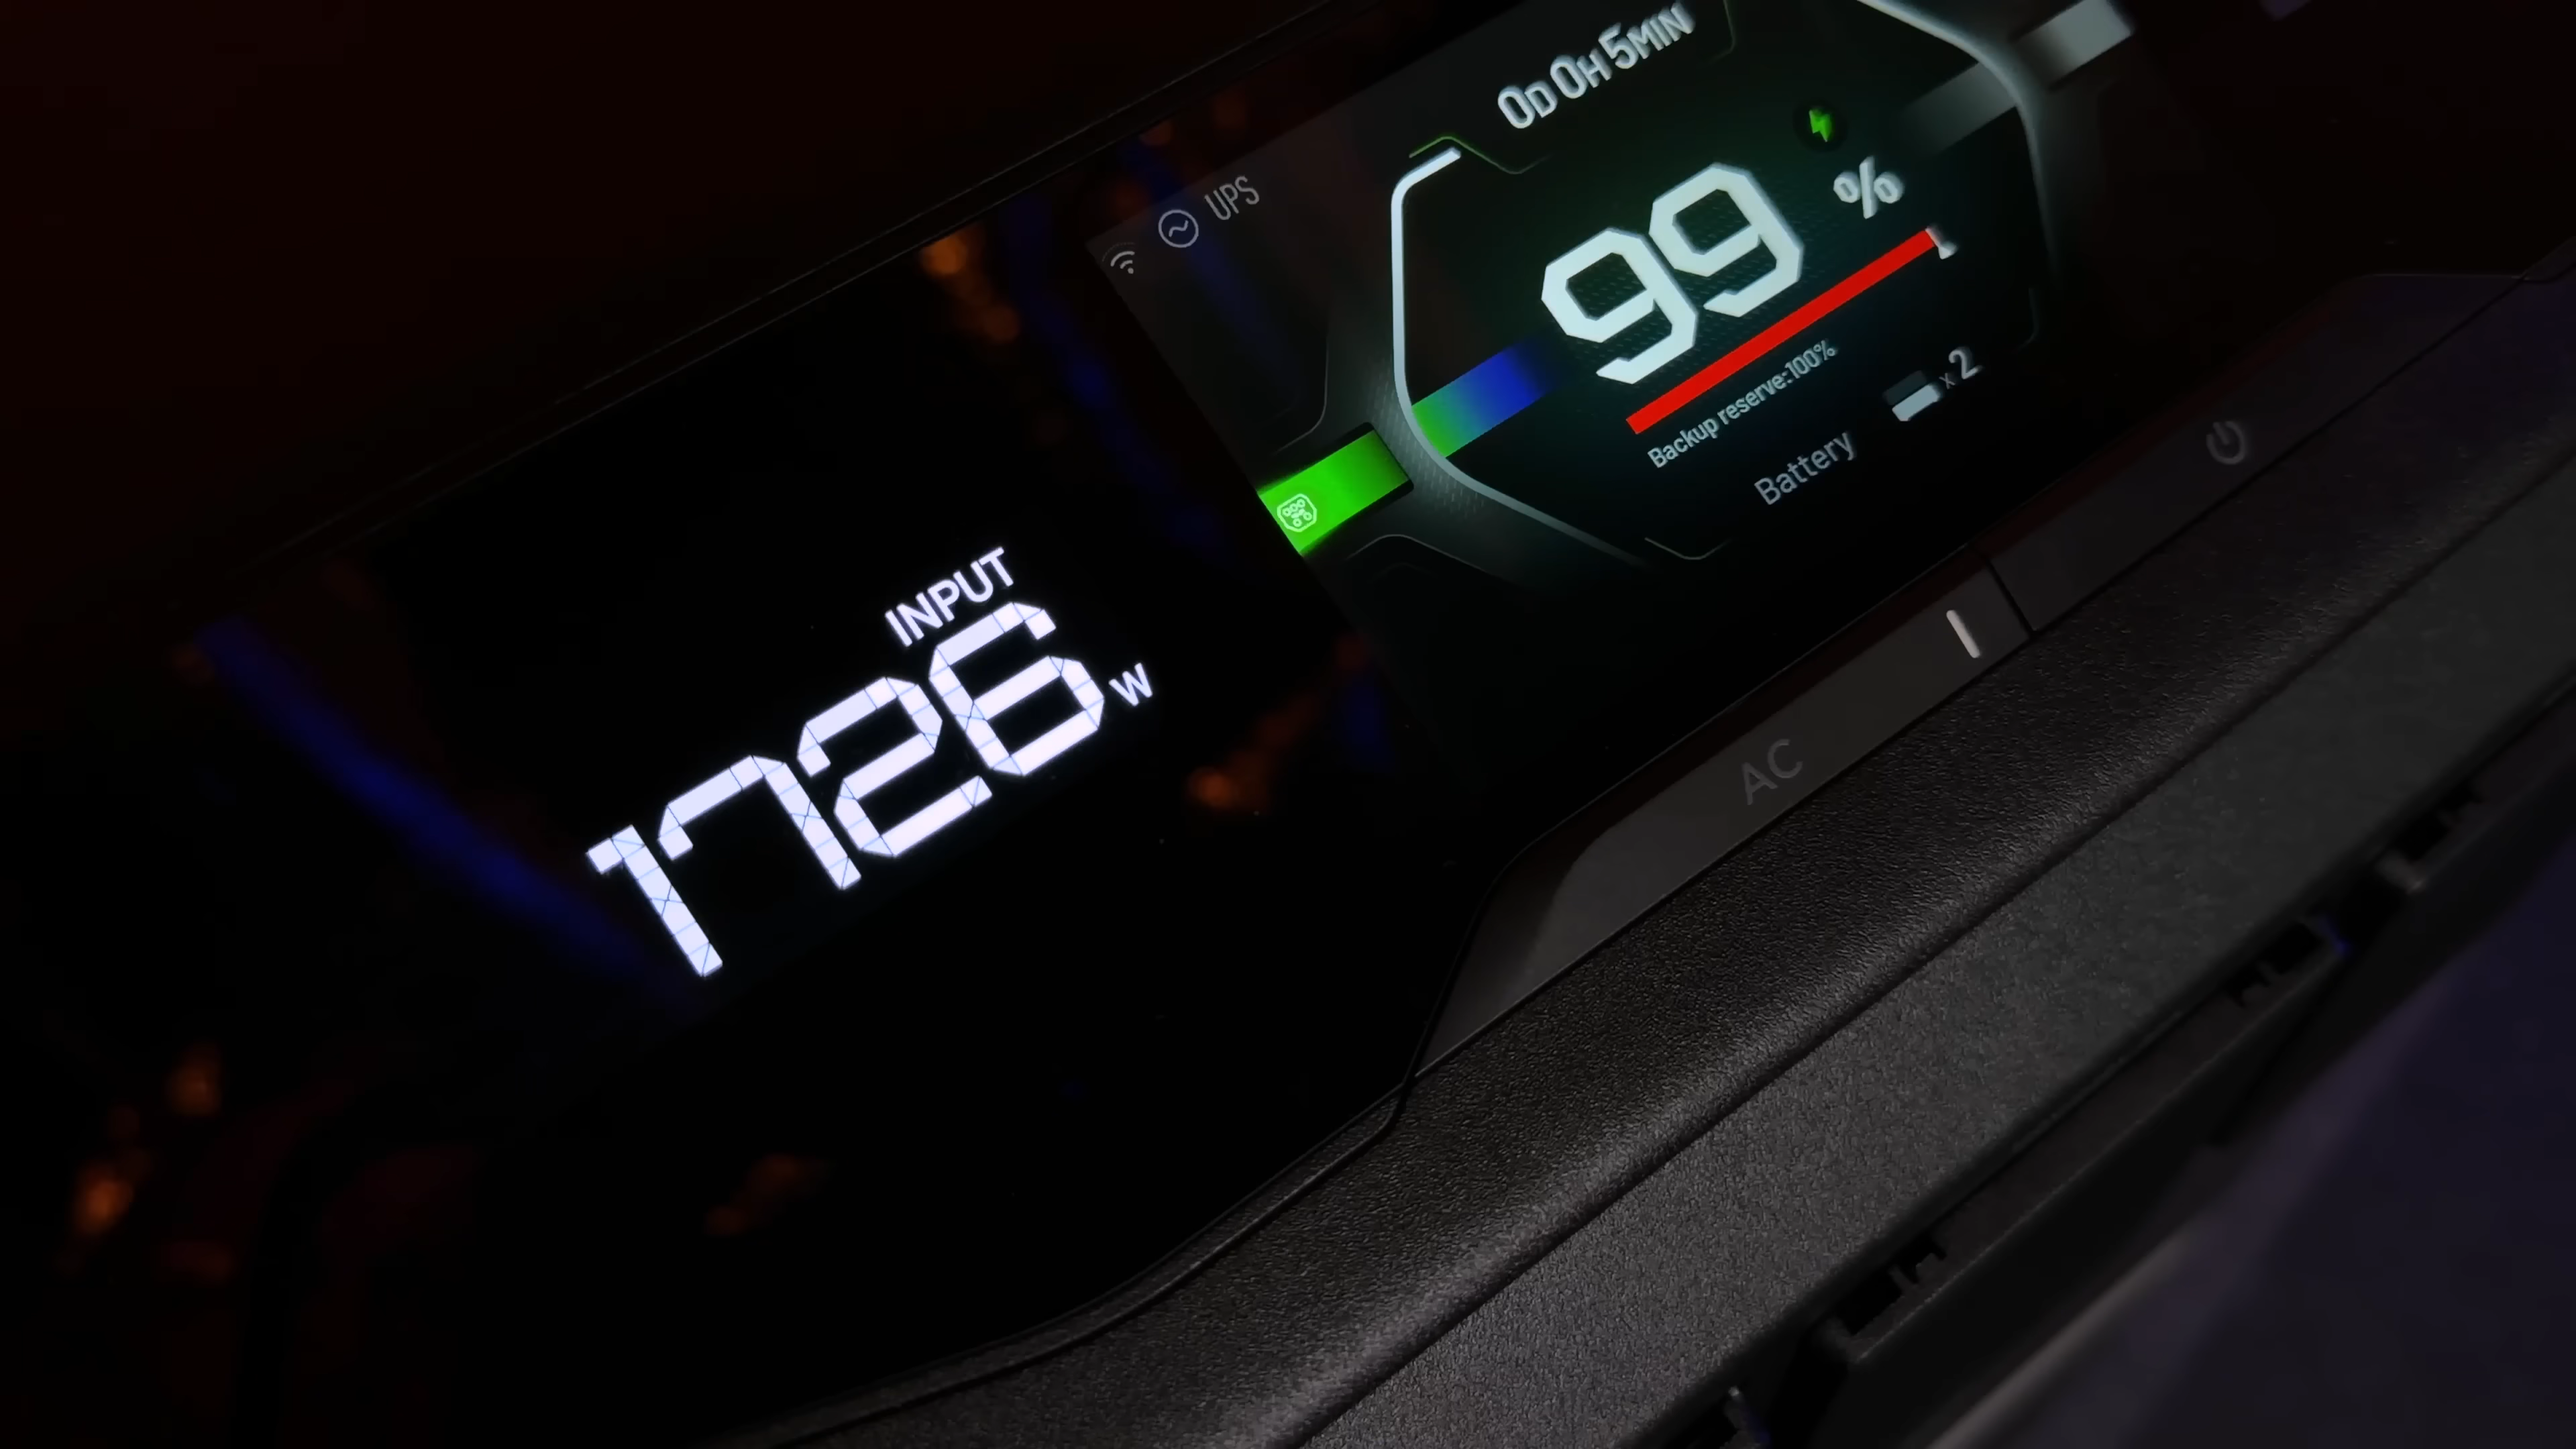 0D 0H 5MIN
UPS
99 %
Backup reserve:100%
x 2
Battery
INPUT
1726 W
AC